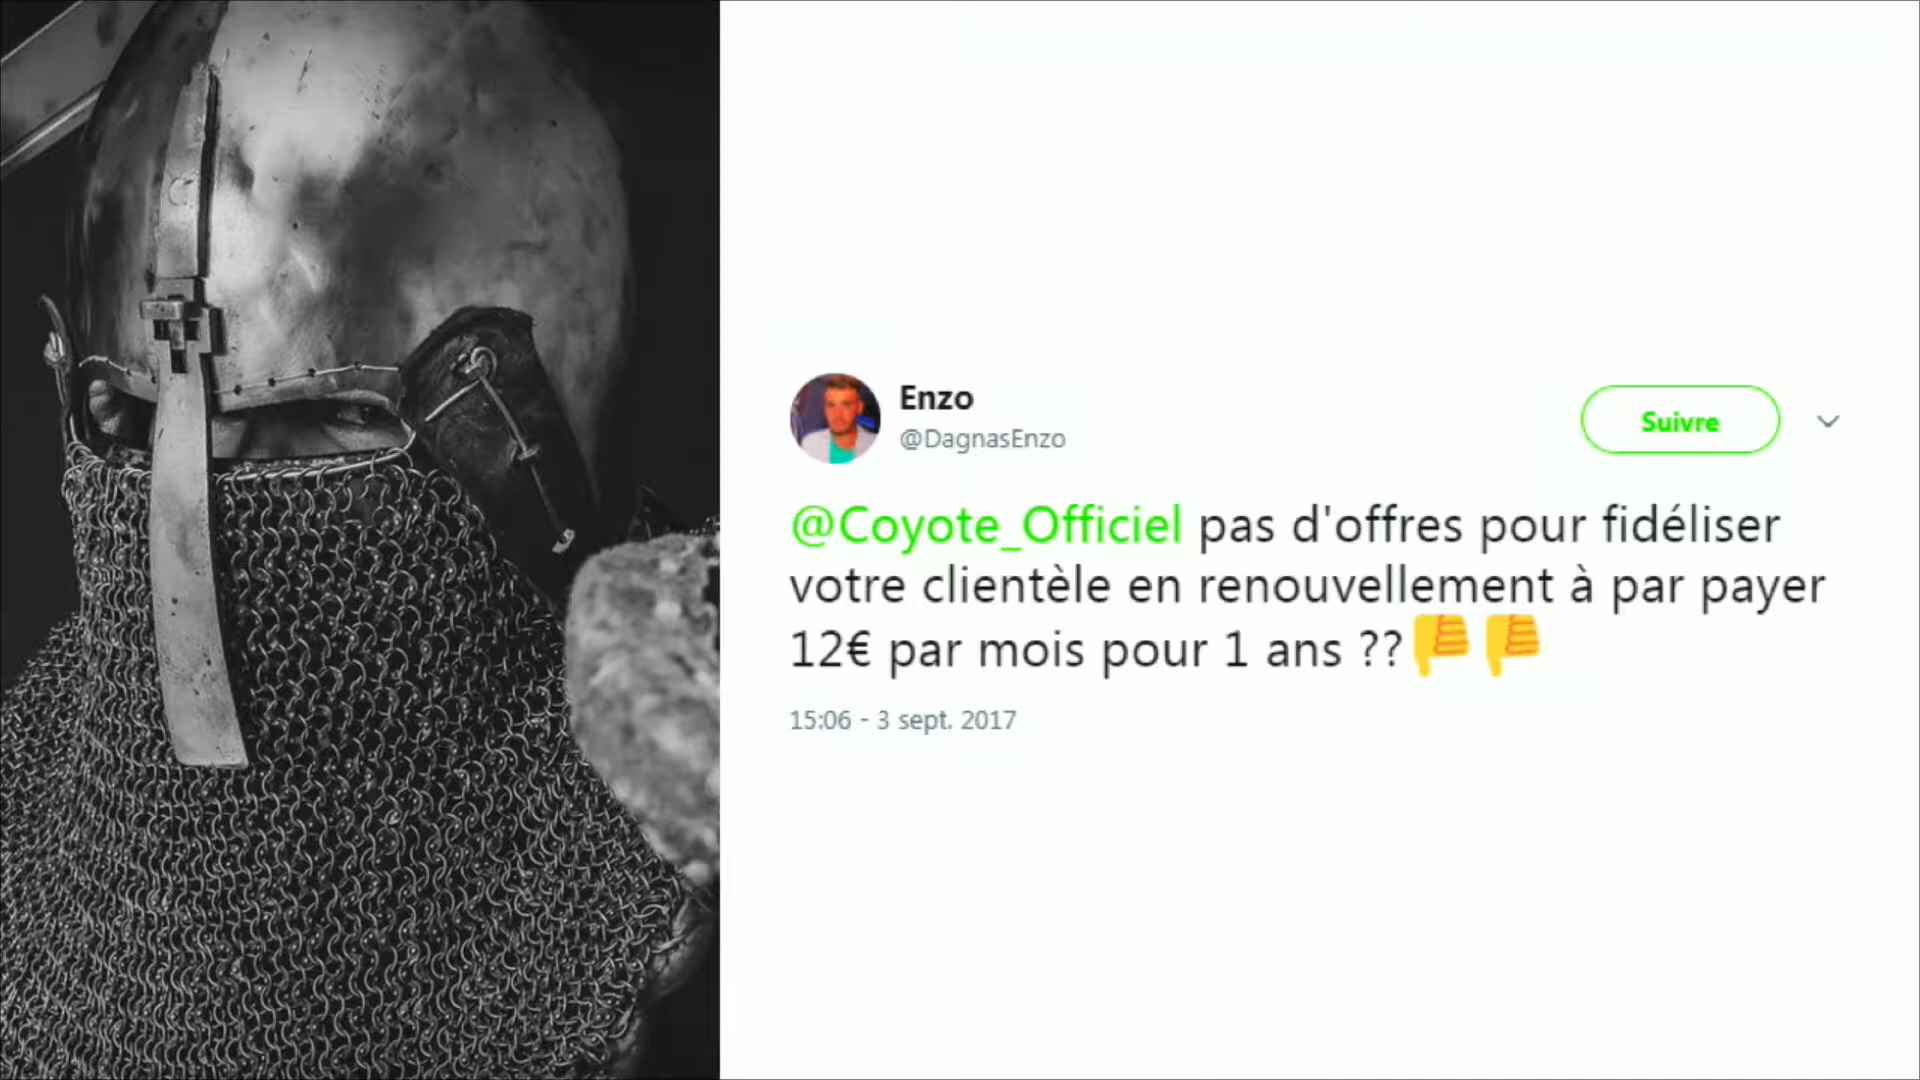 Enzo
@DagnasEnzo
Suivre
@Coyote_Officiel pas d'offres pour fidéliser
votre clientèle en renouvellement à par payer
12€ par mois pour 1 ans ??👎👎
15:06 - 3 sept. 2017